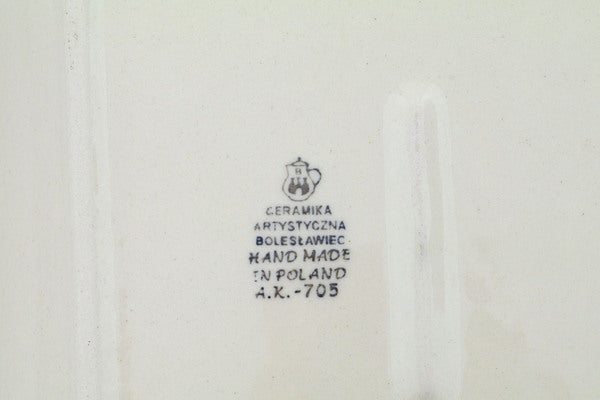 B
CERAMIKA
ARTYSTYCZNA
BOLESŁAWIEC
HAND MADE
IN POLAND
A.K.-705